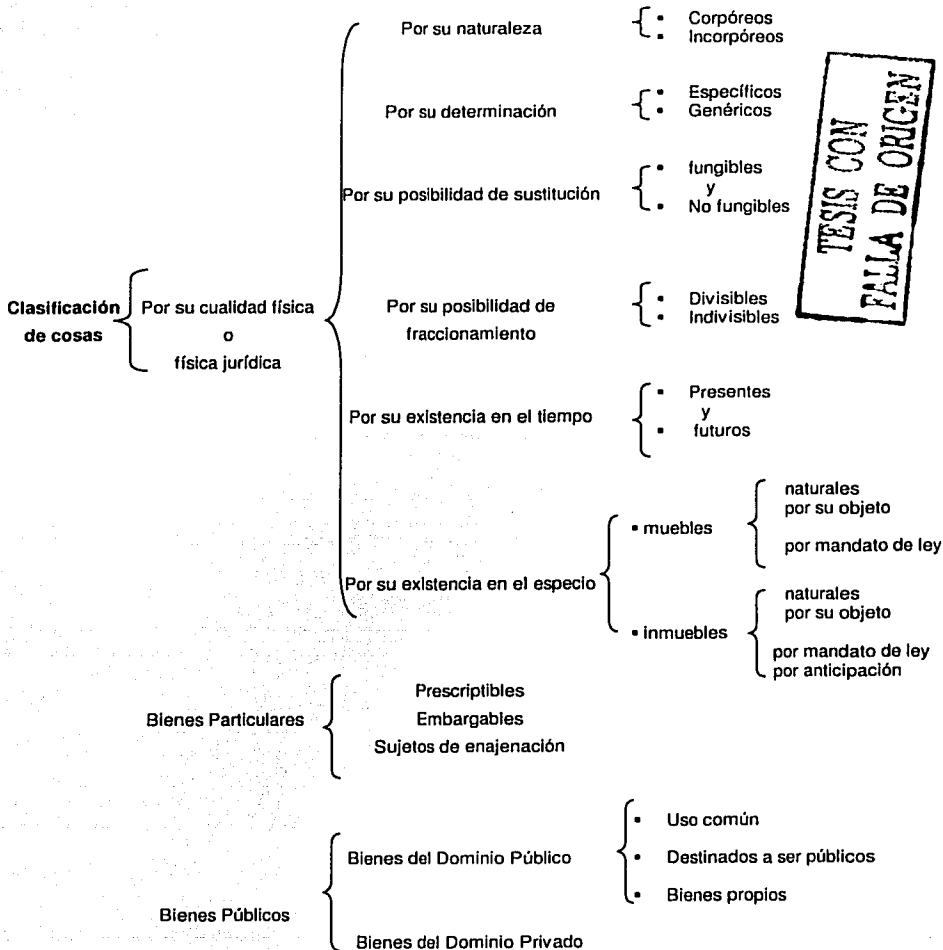 Por su naturaleza
▪ Corpóreos
▪ Incorpóreos
Por su determinación
▪ Específicos
▪ Genéricos
Por su posibilidad de sustitución
▪ fungibles
y
▪ No fungibles
TESIS CON
FALLA DE ORIGEN
Clasificación
de cosas
Por su cualidad física
o
física jurídica
Por su posibilidad de
fraccionamiento
▪ Divisibles
▪ Indivisibles
Por su existencia en el tiempo
▪ Presentes
y
▪ futuros
Por su existencia en el especio
▪ muebles
naturales
por su objeto
por mandato de ley
▪ inmuebles
naturales
por su objeto
por mandato de ley
por anticipación
Bienes Particulares
Prescriptibles
Embargables
Sujetos de enajenación
Bienes Públicos
Bienes del Dominio Público
▪ Uso común
▪ Destinados a ser públicos
▪ Bienes propios
Bienes del Dominio Privado